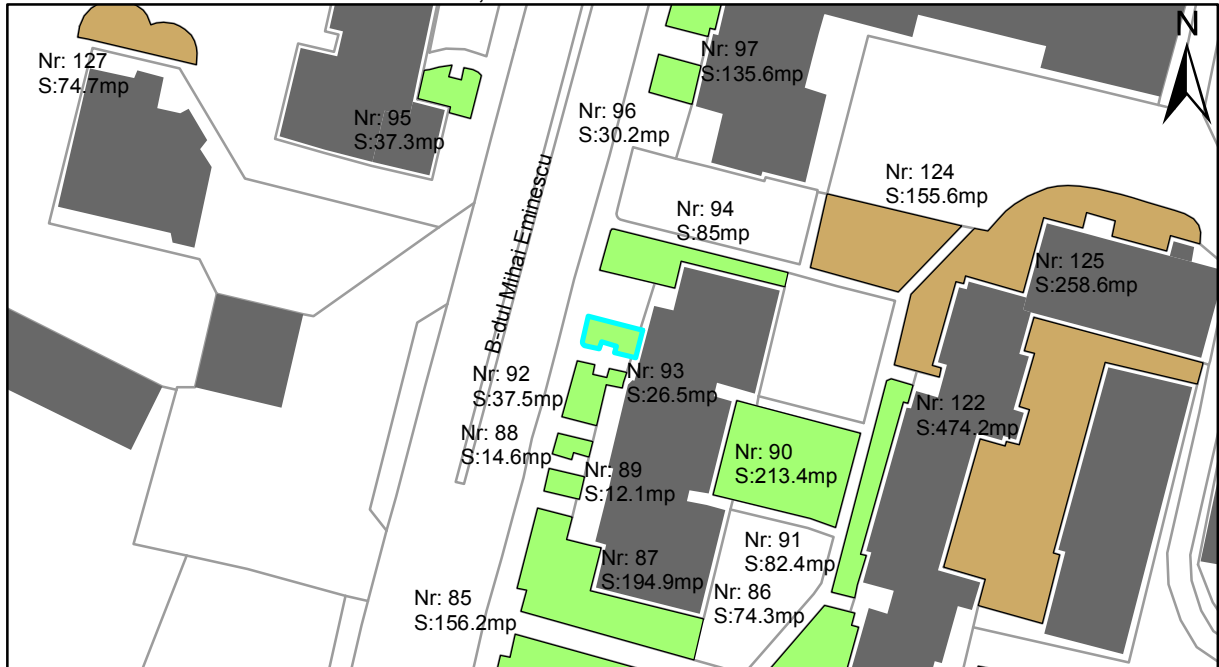 N
Nr: 97
S:135.6mp
Nr: 127
S:74.7mp
Nr: 96
S:30.2mp
Nr: 95
S:37.3mp
Nr: 124
S:155.6mp
Nr: 94
S:85mp
B-dul Mihai Eminescu
Nr: 125
S:258.6mp
Nr: 92
S:37.5mp
Nr: 93
S:26.5mp
Nr: 122
S:474.2mp
Nr: 88
S:14.6mp
Nr: 90
S:213.4mp
Nr: 89
S:12.1mp
Nr: 91
S:82.4mp
Nr: 87
S:194.9mp
Nr: 86
S:74.3mp
Nr: 85
S:156.2mp